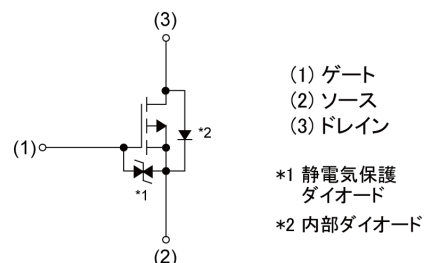 (3)
(1)
*2
*1
(2)
(1) ゲート
(2) ソース
(3) ドレイン
*1 静電気保護
ダイオード
*2 内部ダイオード